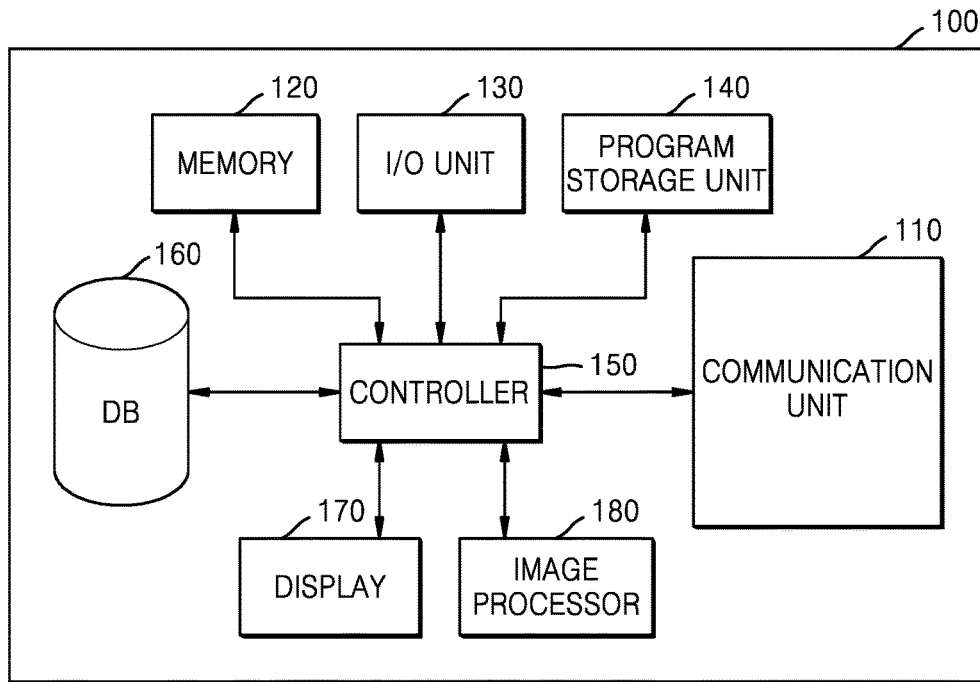 100
120
130
140
MEMORY
I/O UNIT
PROGRAM
STORAGE UNIT
160
110
DB
150
CONTROLLER
COMMUNICATION
UNIT
170
180
DISPLAY
IMAGE
PROCESSOR